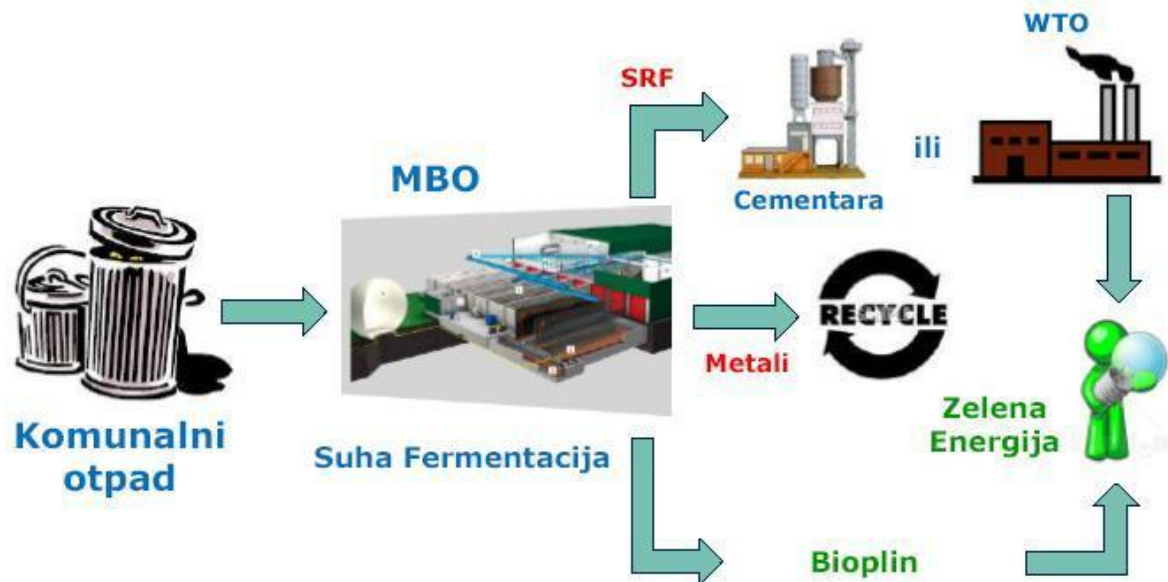 WTO
SRF
ili
MBO
Cementara
RECYCLE
Metali
Komunalni
otpad
Suha Fermentacija
Zelena
Energija
Bioplin